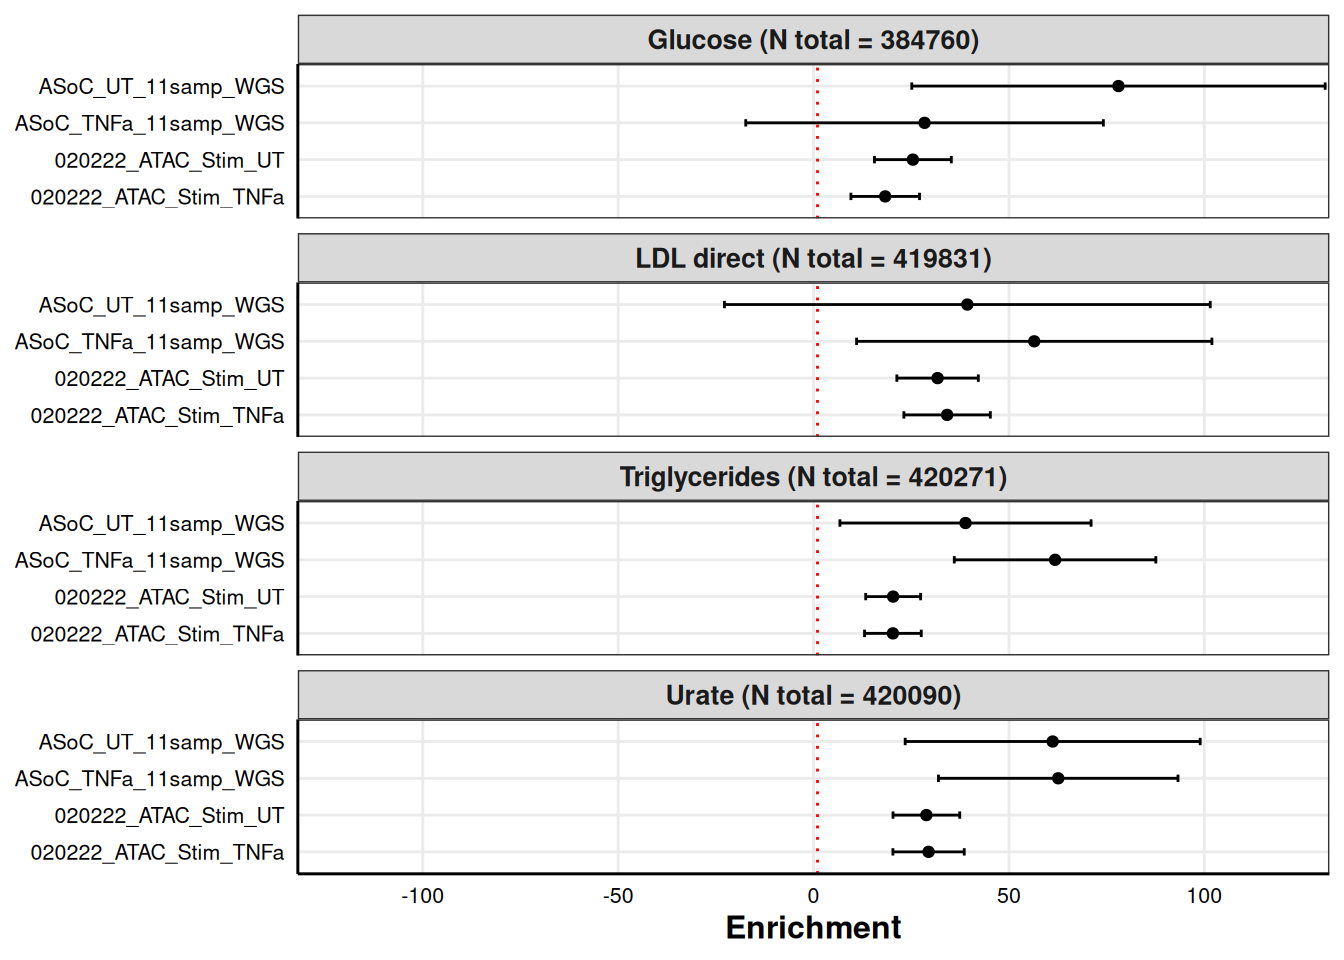 Glucose (N total = 384760)
ASoC_UT_11samp_WGS
ASoC_TNFa_11samp_WGS
020222_ATAC_Stim_UT
020222_ATAC_Stim_TNFa
LDL direct (N total = 419831)
ASoC_UT_11samp_WGS
ASoC_TNFa_11samp_WGS
020222_ATAC_Stim_UT
020222_ATAC_Stim_TNFa
Triglycerides (N total = 420271)
ASoC_UT_11samp_WGS
ASoC_TNFa_11samp_WGS
020222_ATAC_Stim_UT
020222_ATAC_Stim_TNFa
Urate (N total = 420090)
ASoC_UT_11samp_WGS
ASoC_TNFa_11samp_WGS
020222_ATAC_Stim_UT
020222_ATAC_Stim_TNFa
-100 -50 0 50 100
Enrichment